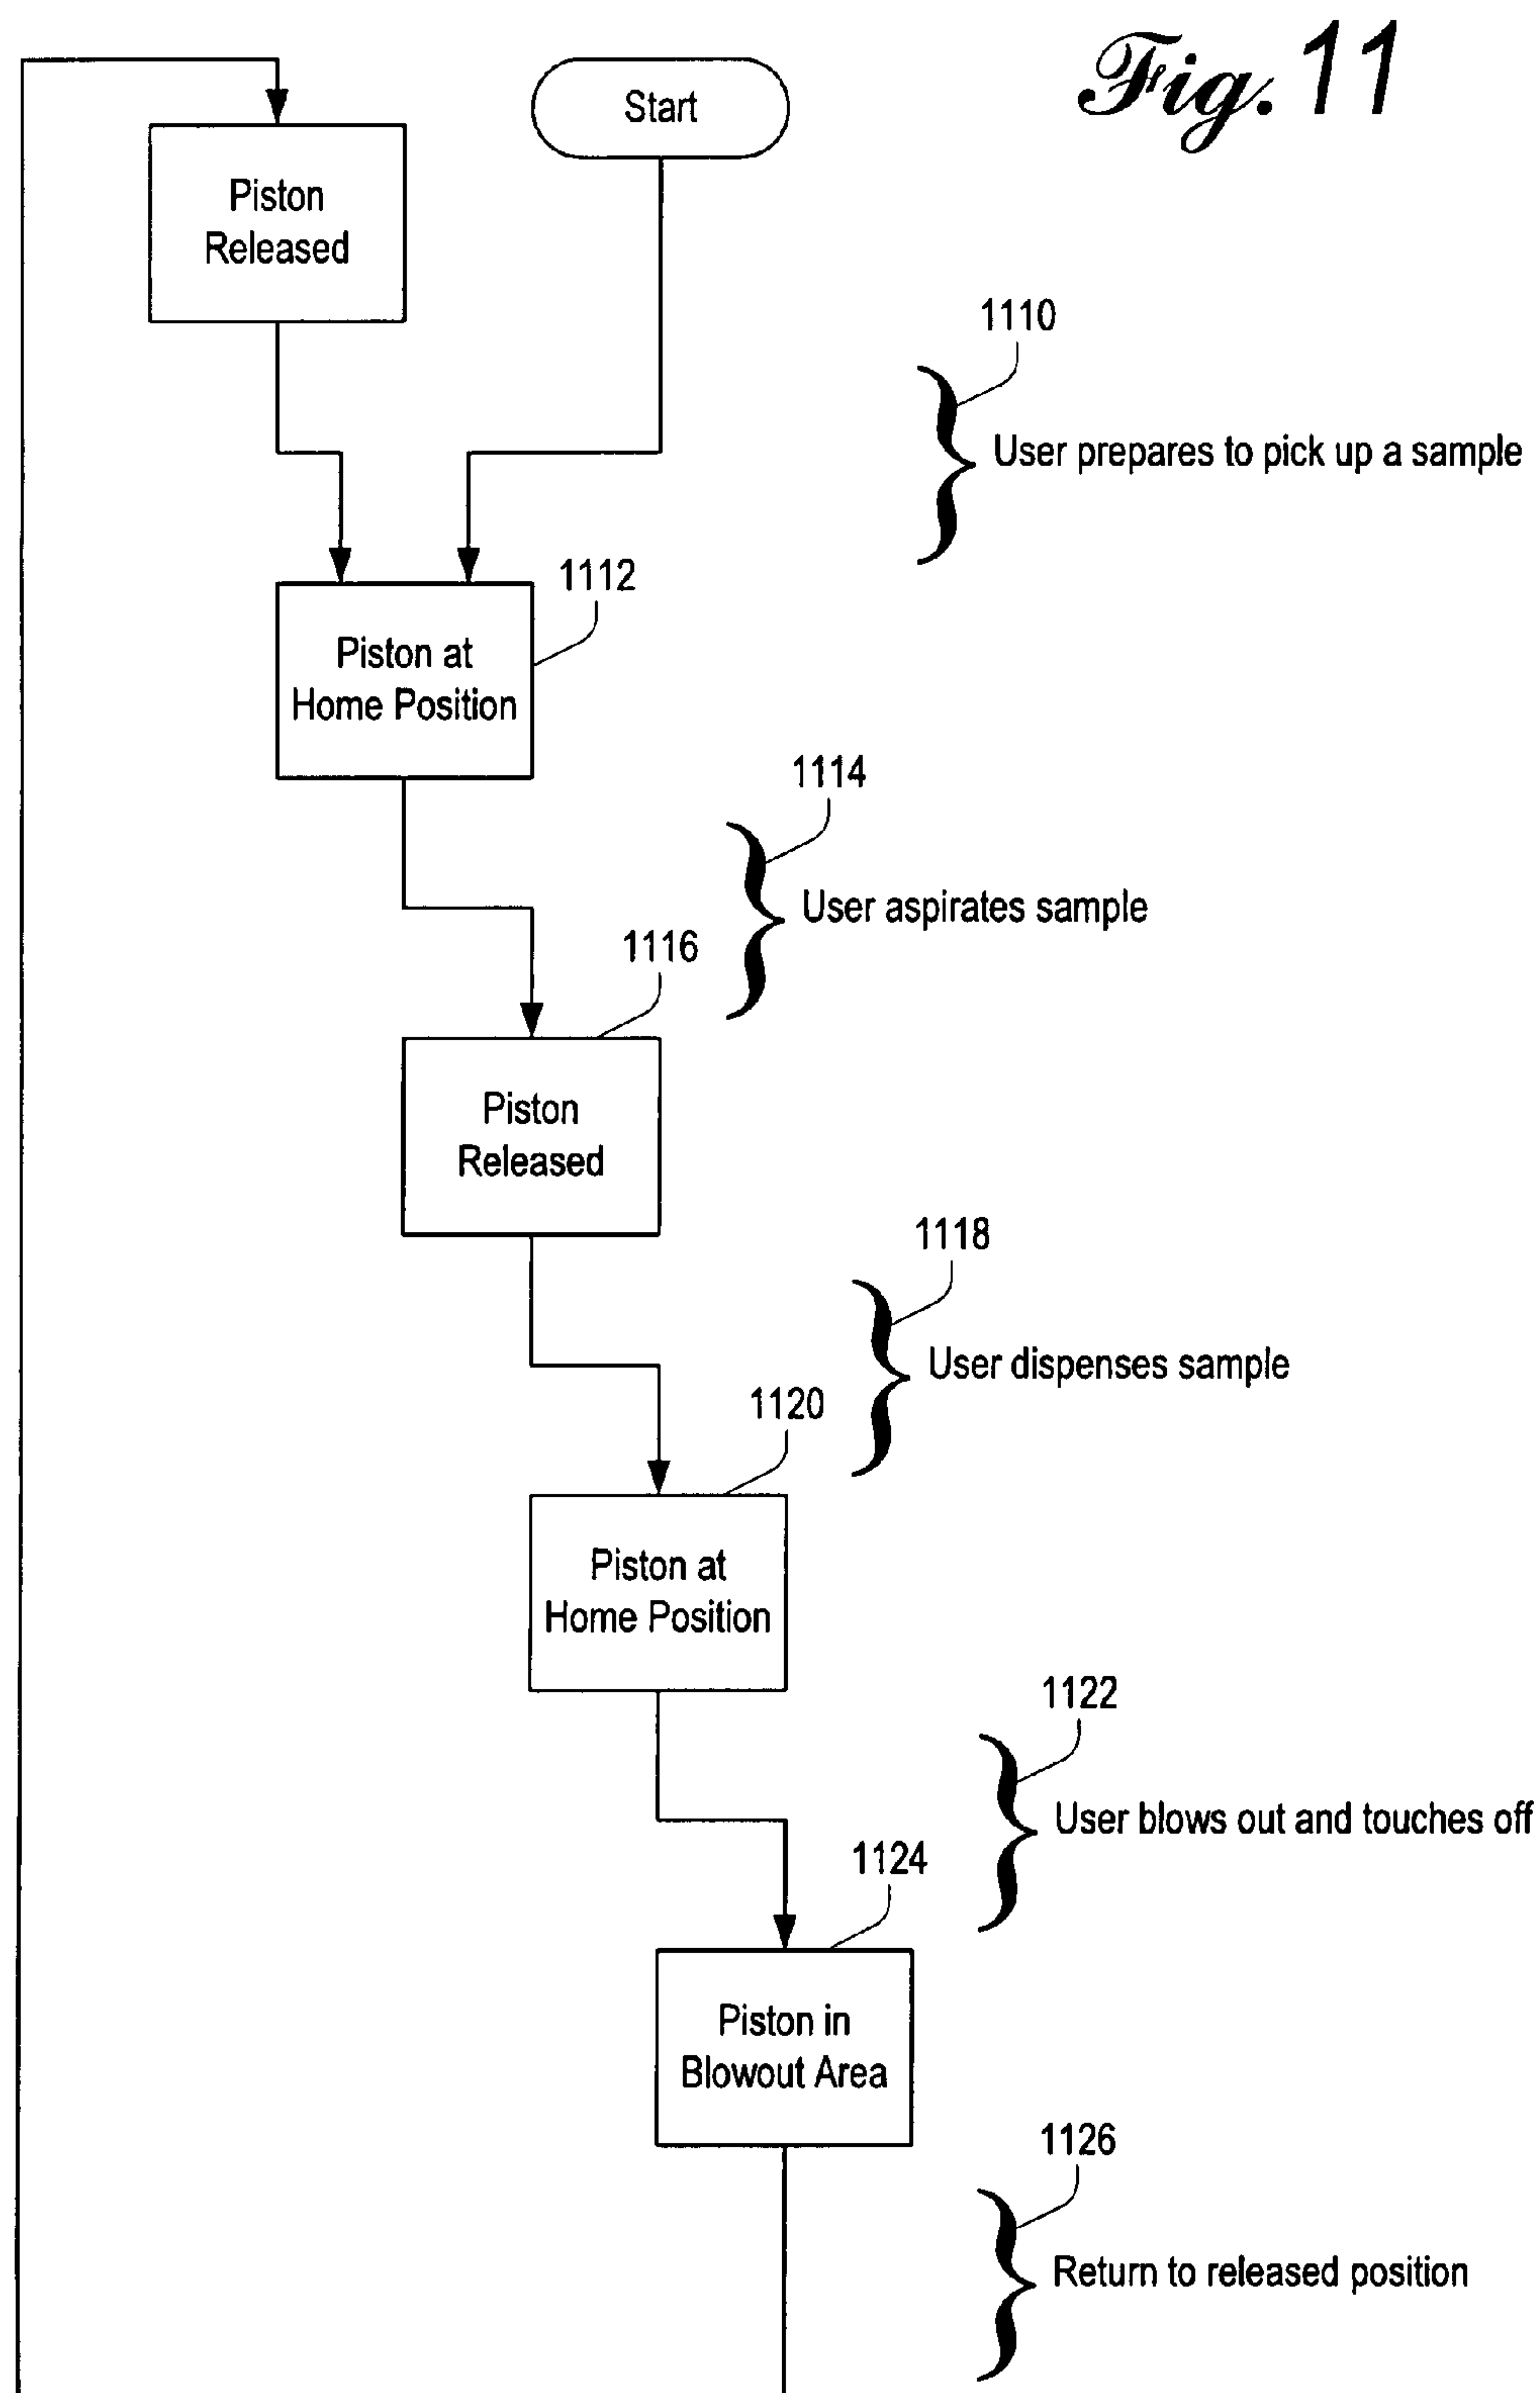 Fig. 11
Start
Piston
Released
1110
User prepares to pick up a sample
1112
Piston at
Home Position
1114
User aspirates sample
1116
Piston
Released
1118
User dispenses sample
1120
Piston at
Home Position
1122
User blows out and touches off
1124
Piston in
Blowout Area
1126
Return to released position